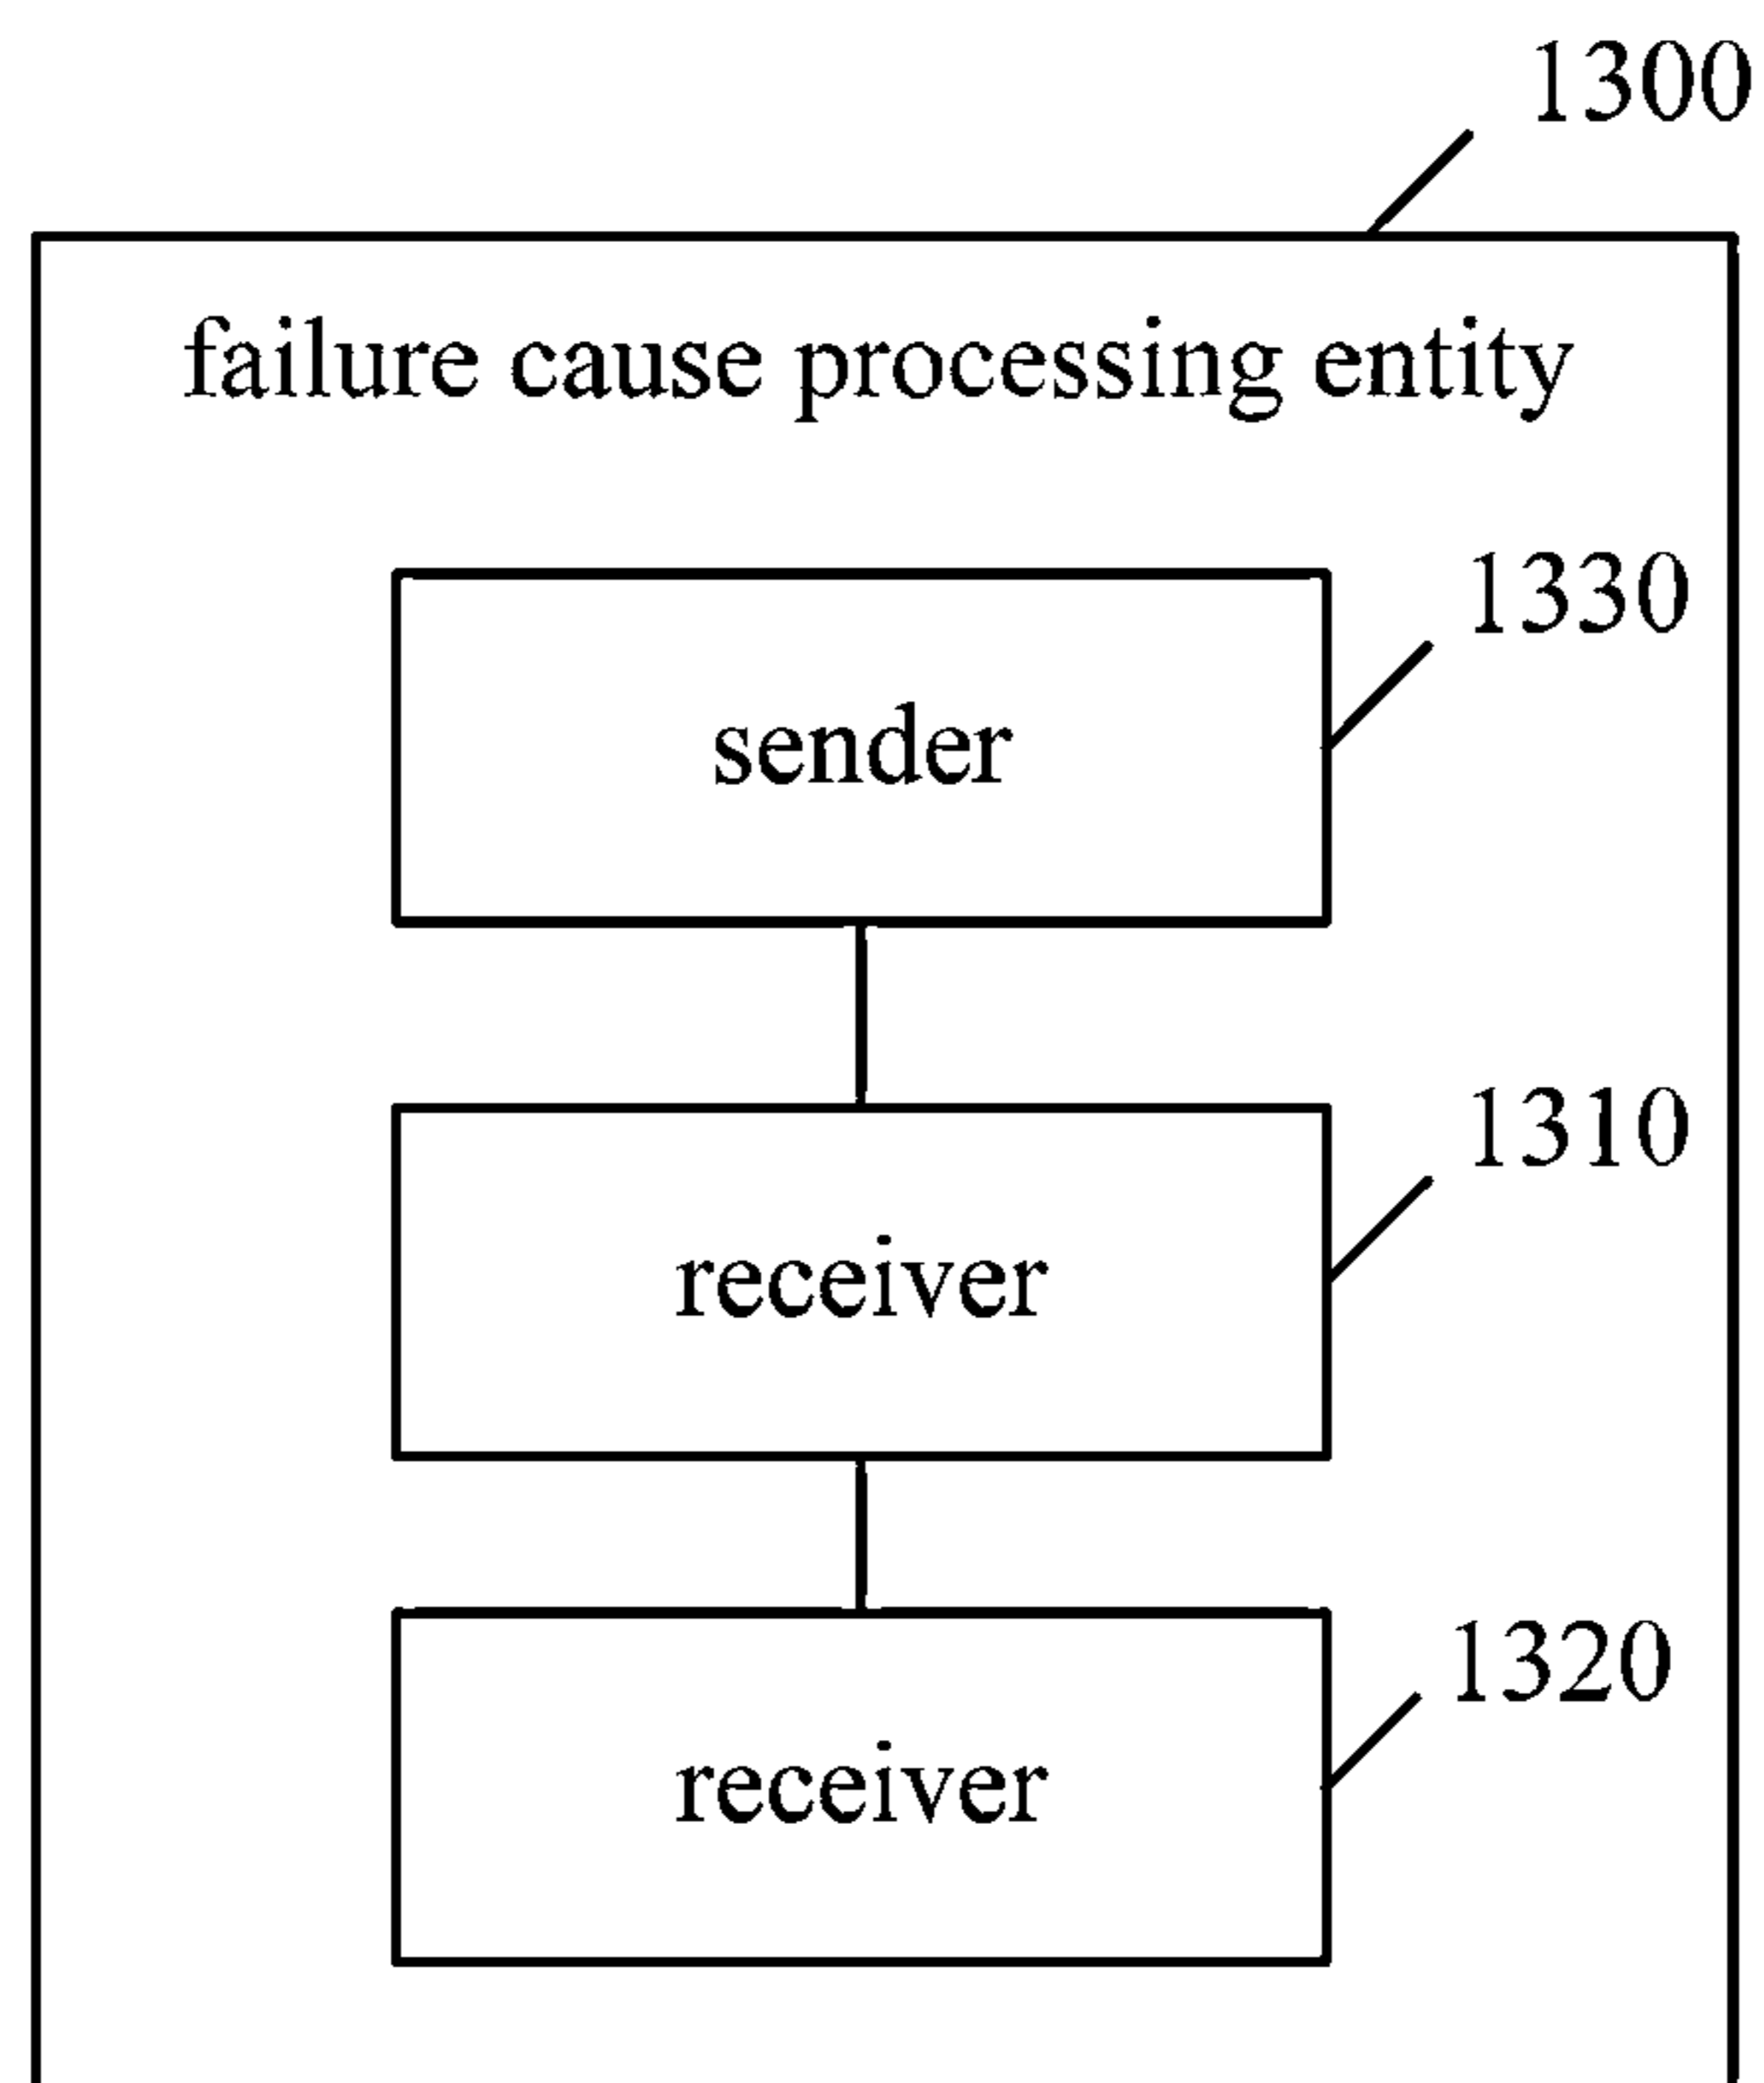 1300
failure cause processing entity
1330
sender
1310
receiver
1320
receiver